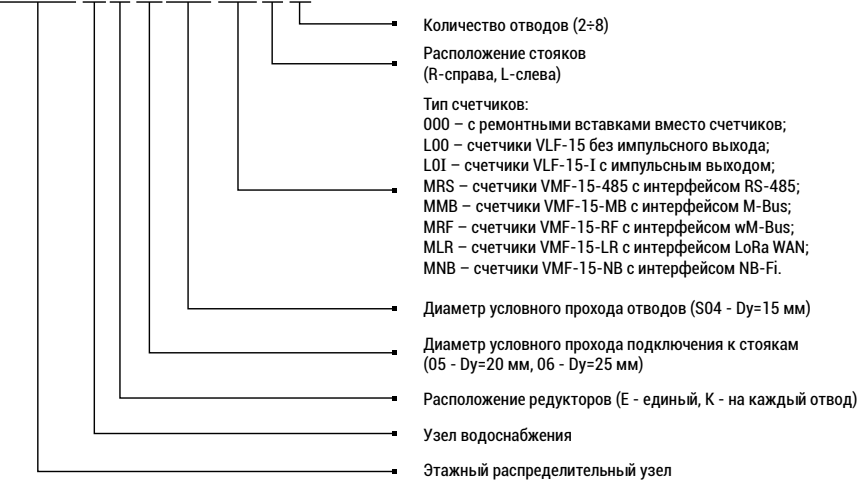 Количество отводов (2÷8)
Расположение стояков
(R-справа, L-слева)
Тип счетчиков:
000 – с ремонтными вставками вместо счетчиков;
L00 – счетчики VLF-15 без импульсного выхода;
L0I – счетчики VLF-15-I с импульсным выходом;
MRS – счетчики VMF-15-485 с интерфейсом RS-485;
MMB – счетчики VMF-15-MB с интерфейсом M-Bus;
MRF – счетчики VMF-15-RF с интерфейсом wM-Bus;
MLR – счетчики VMF-15-LR с интерфейсом LoRa WAN;
MNB – счетчики VMF-15-NB с интерфейсом NB-Fi.
Диаметр условного прохода отводов (S04 - Dy=15 мм)
Диаметр условного прохода подключения к стоякам
(05 - Dy=20 мм, 06 - Dy=25 мм)
Расположение редукторов (E - единый, K - на каждый отвод)
Узел водоснабжения
Этажный распределительный узел